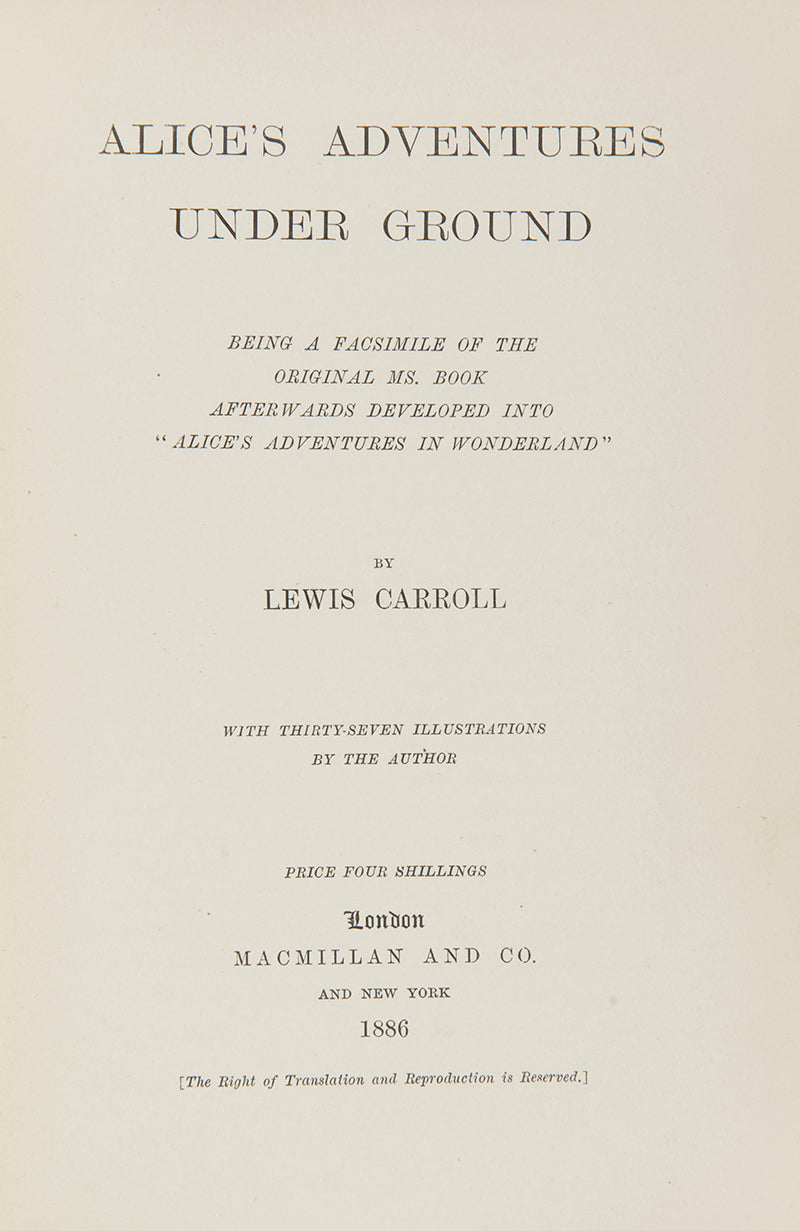 ALICE'S ADVENTURES
UNDER GROUND
BEING A FACSIMILE OF THE
ORIGINAL MS. BOOK
AFTERWARDS DEVELOPED INTO
"ALICE'S ADVENTURES IN WONDERLAND"
BY
LEWIS CARROLL
WITH THIRTY-SEVEN ILLUSTRATIONS
BY THE AUTHOR
PRICE FOUR SHILLINGS
London
MACMILLAN AND CO.
AND NEW YORK
1886
[The Right of Translation and Reproduction is Reserved.]